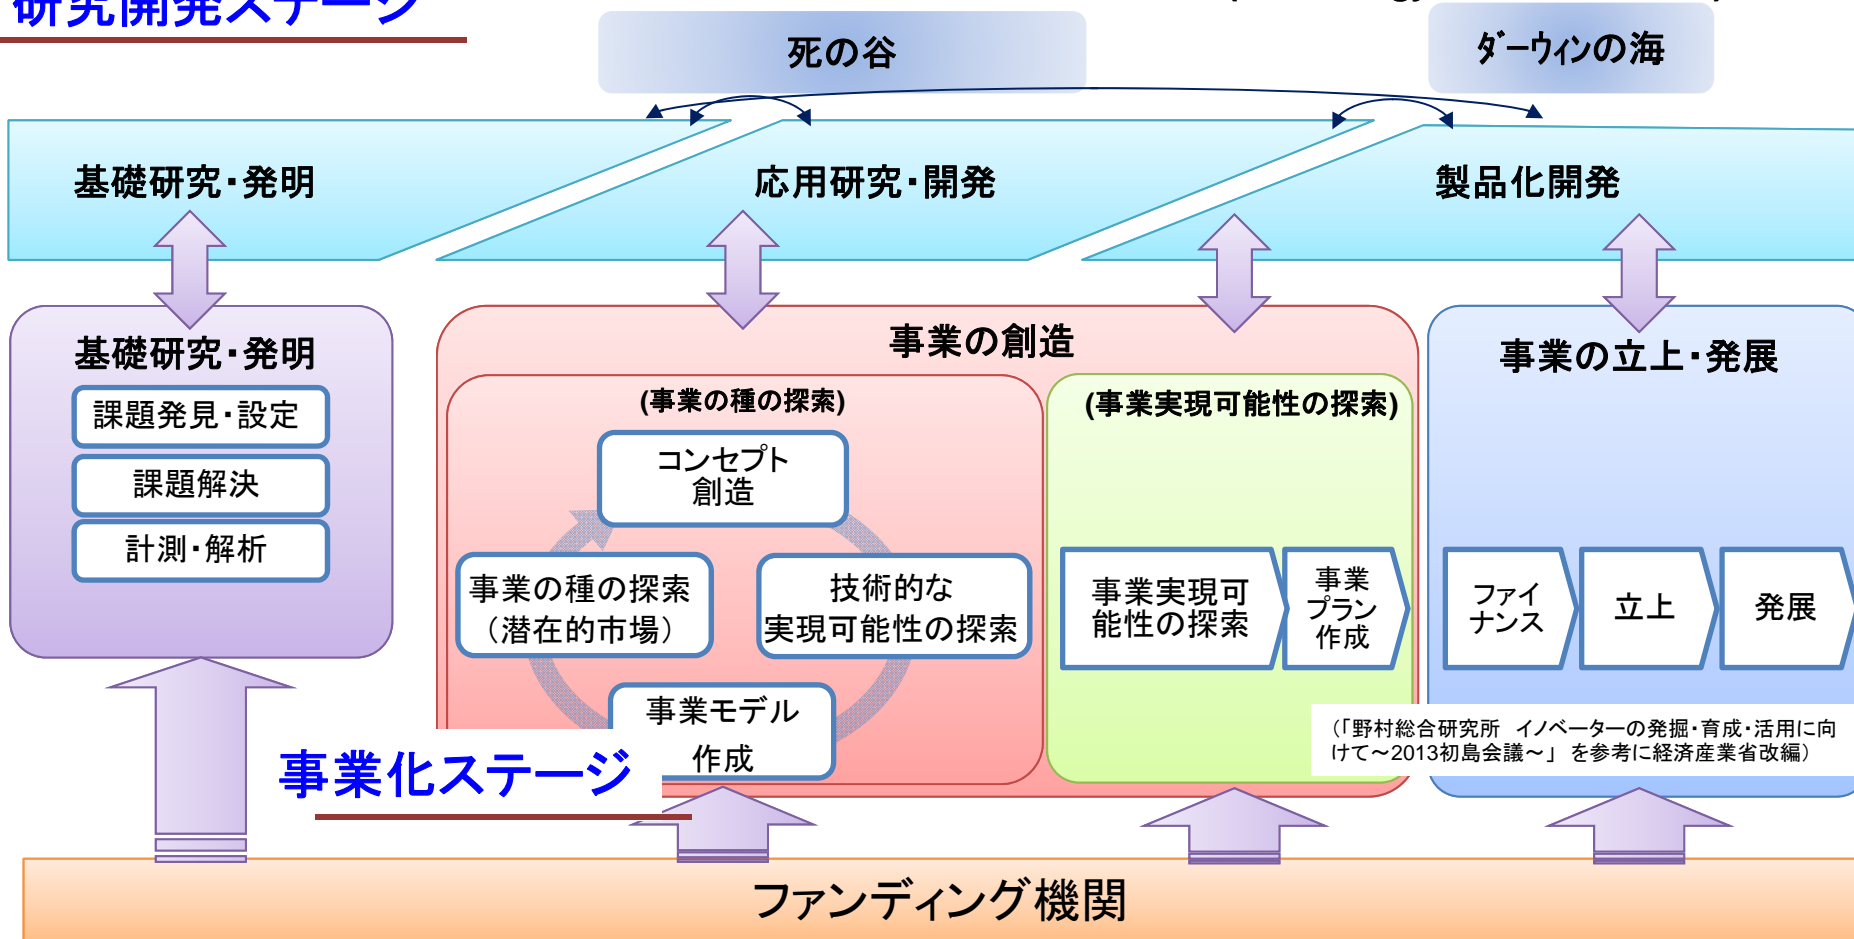 研究開発ステージ
死の谷
ダーウィンの海
基礎研究・発明
応用研究・開発
製品化開発
基礎研究・発明
課題発見・設定
課題解決
計測・解析
事業の創造
(事業の種の探索)
コンセプト
創造
事業の種の探索
（潜在的市場）
技術的な
実現可能性の探索
事業モデル
作成
(事業実現可能性の探索)
事業実現可
能性の探索
事業
プラン
作成
事業の立上・発展
ファイ
ナンス
立上
発展
（「野村総合研究所　イノベーターの発掘・育成・活用に向
けて～2013初島会議～」 を参考に経済産業省改編）
事業化ステージ
ファンディング機関